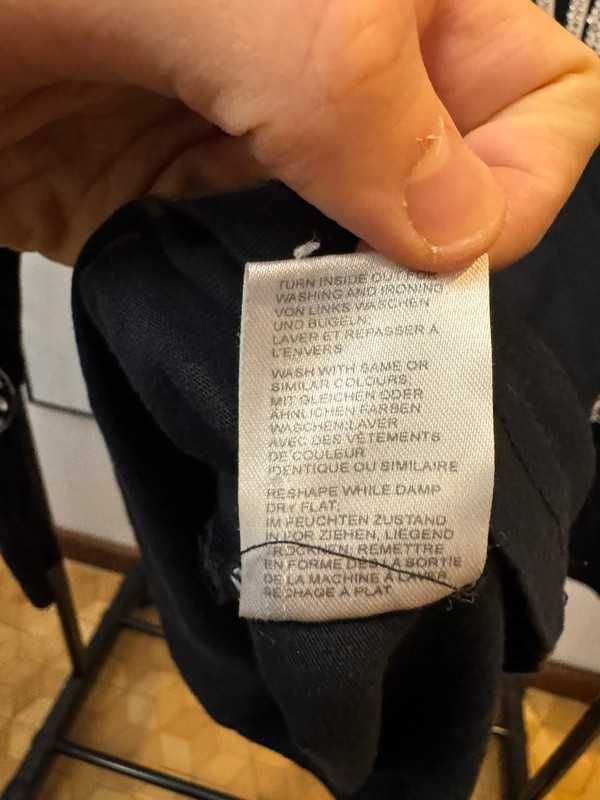 TURN INSIDE OUT FOR
WASHING AND IRONING
VON LINKS WASCHEN
UND BÜGELN;
LAVER ET REPASSER À
L'ENVERS
WASH WITH SAME OR
SIMILAR COLOURS.
MIT GLEICHEN ODER
ÄHNLICHEN FARBEN
WASCHEN;LAVER
AVEC DES VÊTEMENTS
DE COULEUR
IDENTIQUE OU SIMILAIRE
RESHAPE WHILE DAMP
DRY FLAT.
IM FEUCHTEN ZUSTAND
IN FOR ZIEHEN, LIEGEND
TROCKNEN; REMETTRE
EN FORME DÈS LA SORTIE
DE LA MACHINE À LAVER
SÉCHAGE À PLAT